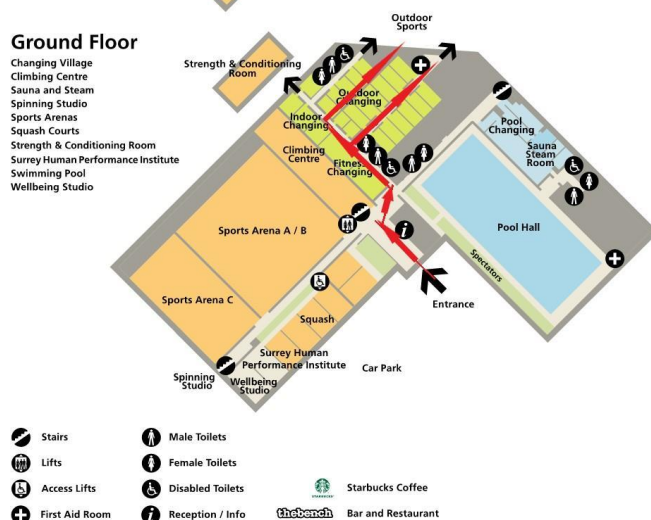 Outdoor
Sports
Ground Floor
Changing Village
Climbing Centre
Sauna and Steam
Spinning Studio
Sports Arenas
Squash Courts
Strength & Conditioning Room
Surrey Human Performance Institute
Swimming Pool
Wellbeing Studio
Strength & Conditioning
Room
Outdoor
Changing
Indoor
Changing
Climbing
Centre
Fitness
Changing
Pool
Changing
Sauna
Steam
Room
Sports Arena A / B
Pool Hall
Spectators
Sports Arena C
Entrance
Squash
Surrey Human
Performance Institute
Car Park
Spinning
Studio
Wellbeing
Studio
Stairs
Lifts
Access Lifts
First Aid Room
Male Toilets
Female Toilets
Disabled Toilets
i Reception / Info
Starbucks Coffee
thebench Bar and Restaurant